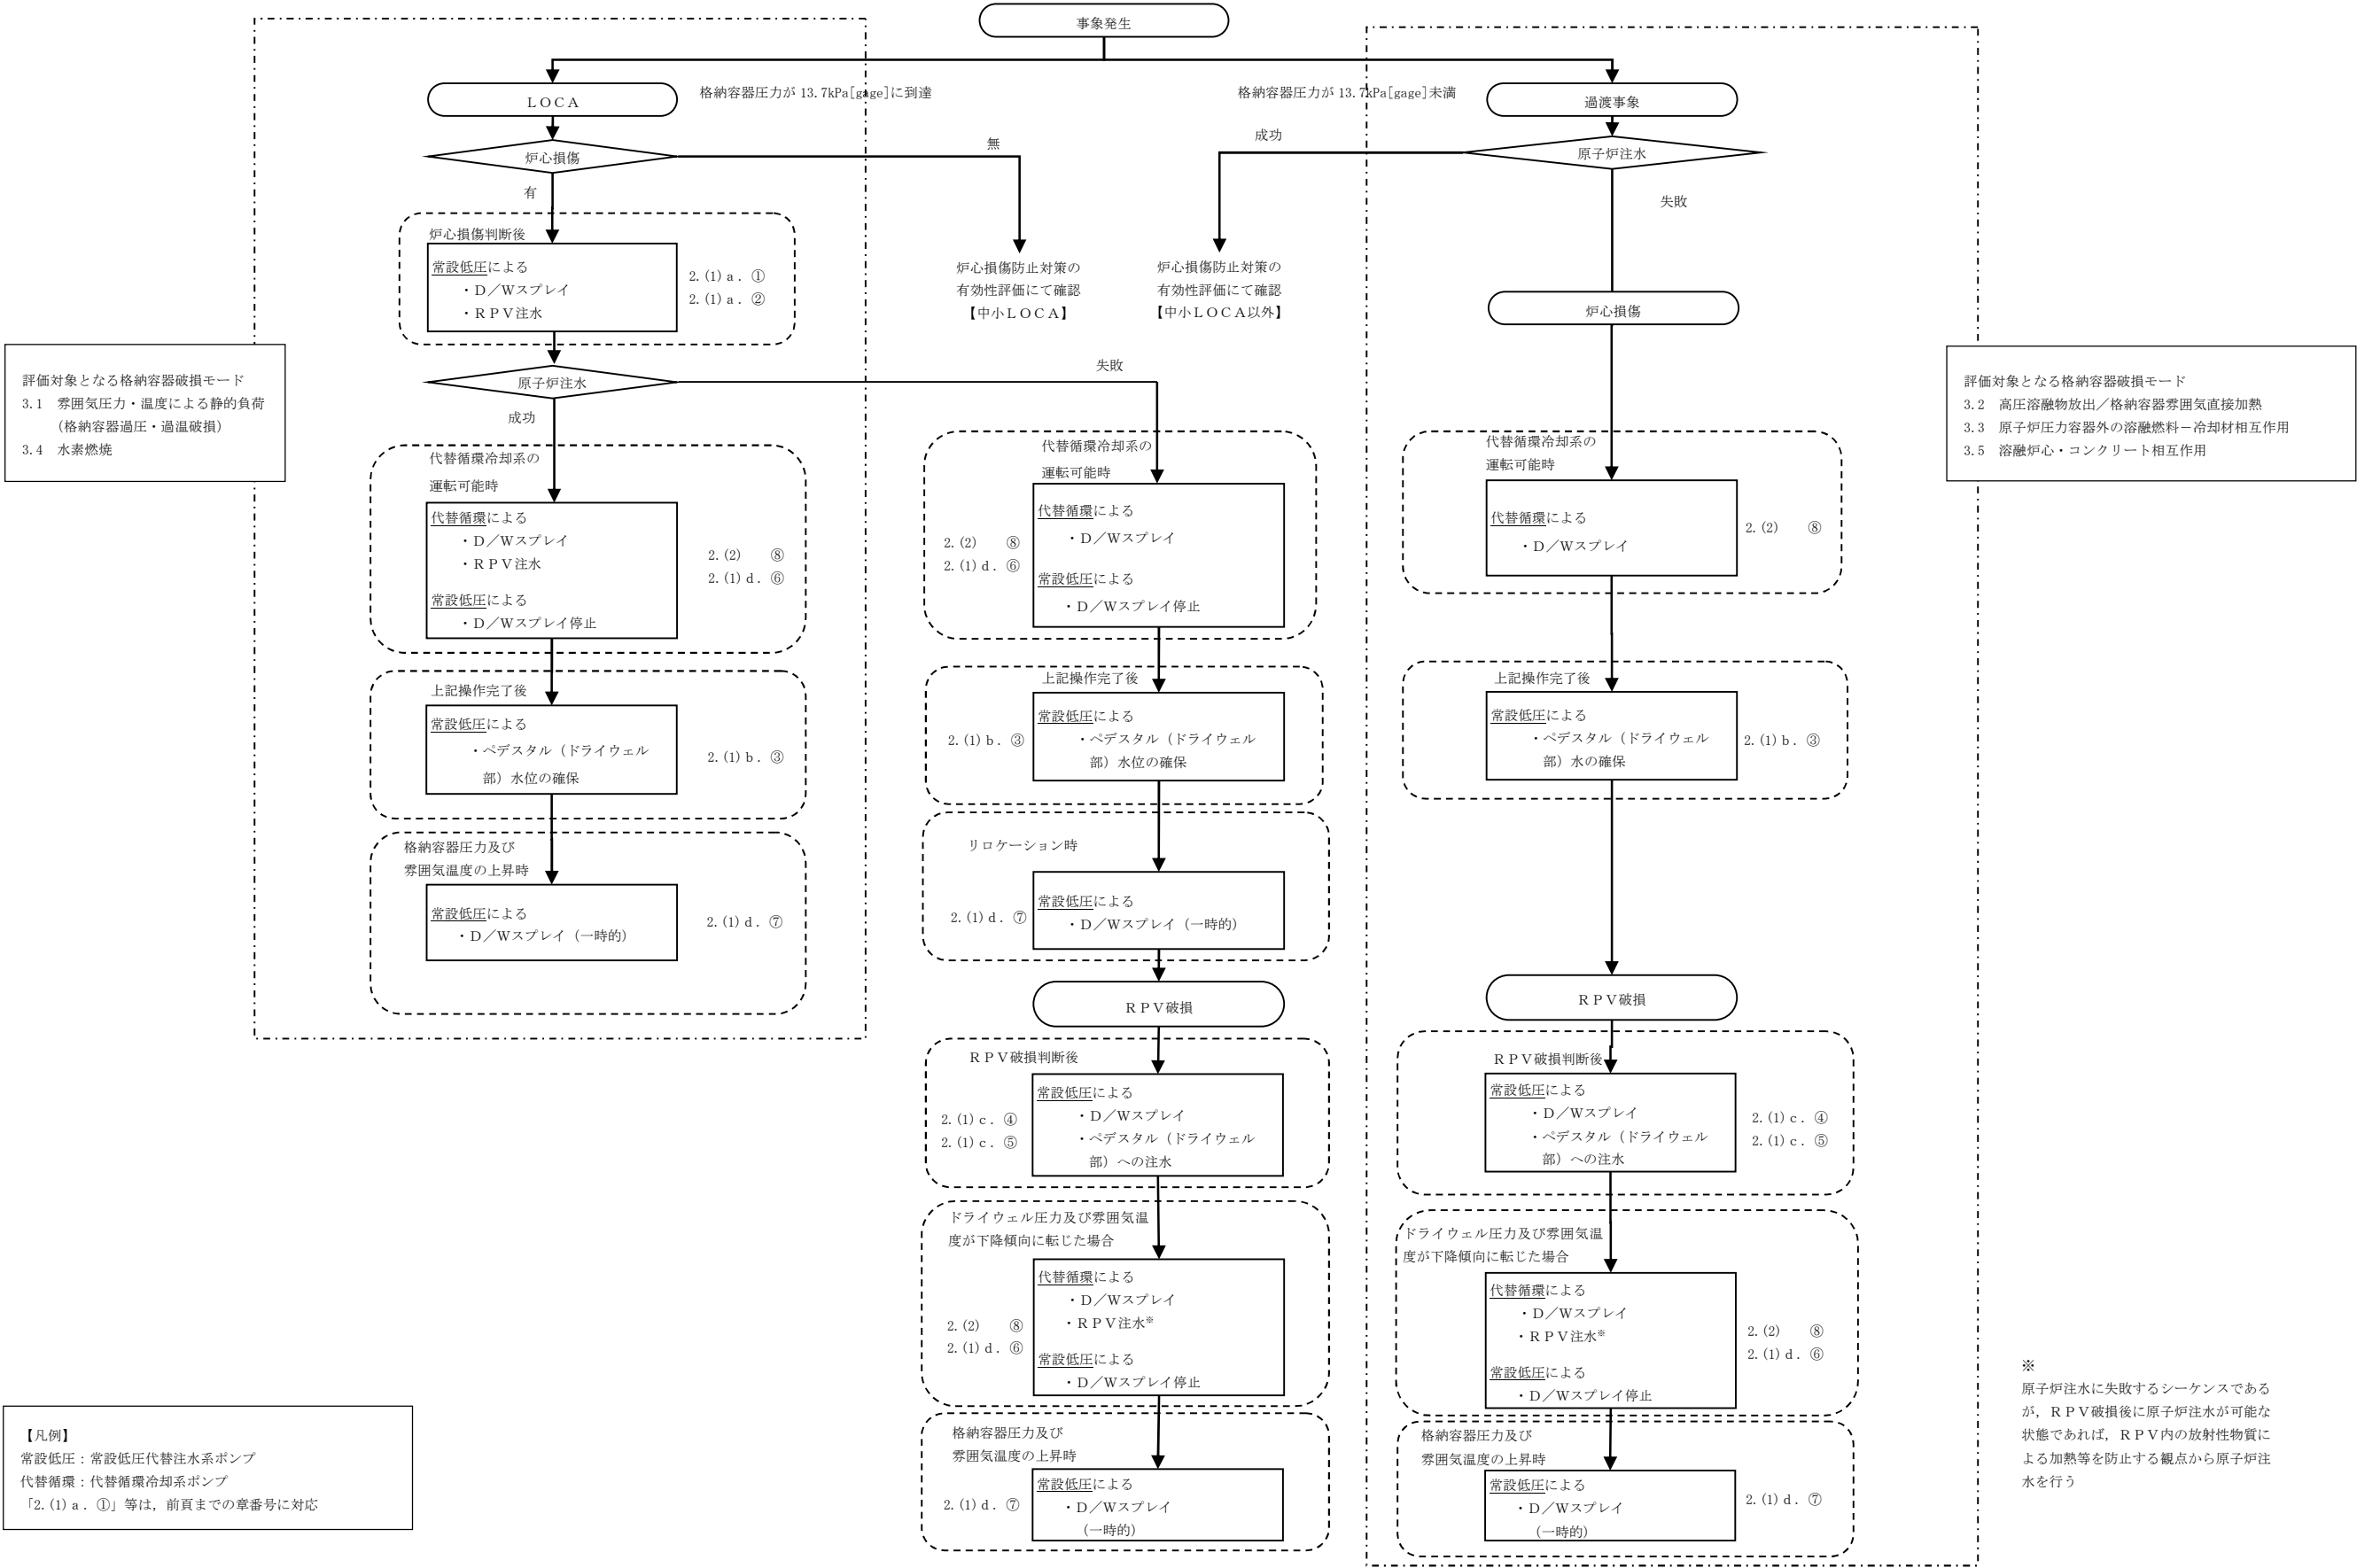 事象発生
ＬＯＣＡ
格納容器圧力が 13.7kPa[gage]に到達
格納容器圧力が 13.7kPa[gage]未満
過渡事象
炉心損傷
無
有
成功
原子炉注水
失敗
炉心損傷判断後
常設低圧による
・Ｄ／Ｗスプレイ
・ＲＰＶ注水
2.(1)ａ．①
2.(1)ａ．②
炉心損傷防止対策の
有効性評価にて確認
【中小ＬＯＣＡ】
炉心損傷防止対策の
有効性評価にて確認
【中小ＬＯＣＡ以外】
炉心損傷
評価対象となる格納容器破損モード
3.1　雰囲気圧力・温度による静的負荷
（格納容器過圧・過温破損）
3.4　水素燃焼
評価対象となる格納容器破損モード
3.2　高圧溶融物放出／格納容器雰囲気直接加熱
3.3　原子炉圧力容器外の溶融燃料－冷却材相互作用
3.5　溶融炉心・コンクリート相互作用
原子炉注水
失敗
成功
代替循環冷却系の
運転可能時
代替循環による
・Ｄ／Ｗスプレイ
・ＲＰＶ注水
常設低圧による
・Ｄ／Ｗスプレイ停止
2.(2)　　⑧
2.(1)ｄ．⑥
上記操作完了後
常設低圧による
・ペデスタル（ドライウェル
部）水位の確保
2.(1)ｂ．③
格納容器圧力及び
雰囲気温度の上昇時
常設低圧による
・Ｄ／Ｗスプレイ（一時的）
2.(1)ｄ．⑦
代替循環冷却系の
運転可能時
代替循環による
・Ｄ／Ｗスプレイ
常設低圧による
・Ｄ／Ｗスプレイ停止
2.(2)　　⑧
2.(1)ｄ．⑥
上記操作完了後
常設低圧による
・ペデスタル（ドライウェル
部）水位の確保
2.(1)ｂ．③
リロケーション時
常設低圧による
・Ｄ／Ｗスプレイ（一時的）
2.(1)ｄ．⑦
ＲＰＶ破損
ＲＰＶ破損判断後
常設低圧による
・Ｄ／Ｗスプレイ
・ペデスタル（ドライウェル
部）への注水
2.(1)ｃ．④
2.(1)ｃ．⑤
ドライウェル圧力及び雰囲気温
度が下降傾向に転じた場合
代替循環による
・Ｄ／Ｗスプレイ
・ＲＰＶ注水※
常設低圧による
・Ｄ／Ｗスプレイ停止
2.(2)　　⑧
2.(1)ｄ．⑥
格納容器圧力及び
雰囲気温度の上昇時
常設低圧による
・Ｄ／Ｗスプレイ
（一時的）
2.(1)ｄ．⑦
代替循環冷却系の
運転可能時
代替循環による
・Ｄ／Ｗスプレイ
2.(2)　　⑧
上記操作完了後
常設低圧による
・ペデスタル（ドライウェル
部）水の確保
2.(1)ｂ．③
ＲＰＶ破損
ＲＰＶ破損判断後
常設低圧による
・Ｄ／Ｗスプレイ
・ペデスタル（ドライウェル
部）への注水
2.(1)ｃ．④
2.(1)ｃ．⑤
ドライウェル圧力及び雰囲気温
度が下降傾向に転じた場合
代替循環による
・Ｄ／Ｗスプレイ
・ＲＰＶ注水※
常設低圧による
・Ｄ／Ｗスプレイ停止
2.(2)　　⑧
2.(1)ｄ．⑥
格納容器圧力及び
雰囲気温度の上昇時
常設低圧による
・Ｄ／Ｗスプレイ
（一時的）
2.(1)ｄ．⑦
※
原子炉注水に失敗するシーケンスである
が，ＲＰＶ破損後に原子炉注水が可能な
状態であれば，ＲＰＶ内の放射性物質に
よる加熱等を防止する観点から原子炉注
水を行う
【凡例】
常設低圧：常設低圧代替注水系ポンプ
代替循環：代替循環冷却系ポンプ
「2.(1)ａ．①」等は，前頁までの章番号に対応